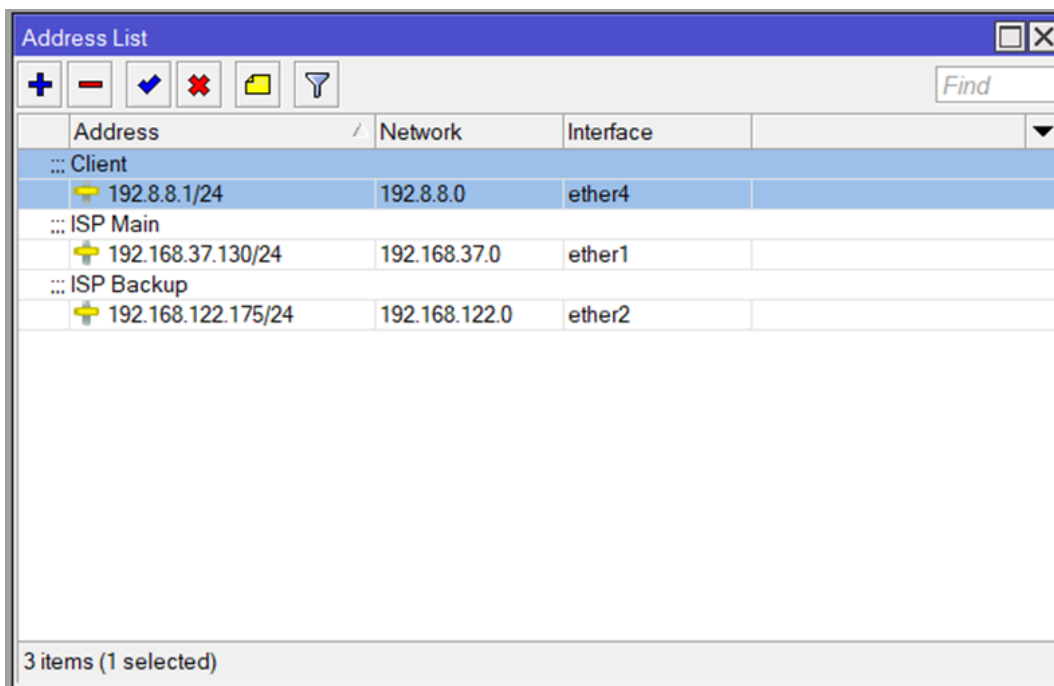 Address List
Find
Address Network Interface
;;; Client
192.8.8.1/24 192.8.8.0 ether4
;;; ISP Main
192.168.37.130/24 192.168.37.0 ether1
;;; ISP Backup
192.168.122.175/24 192.168.122.0 ether2
3 items (1 selected)